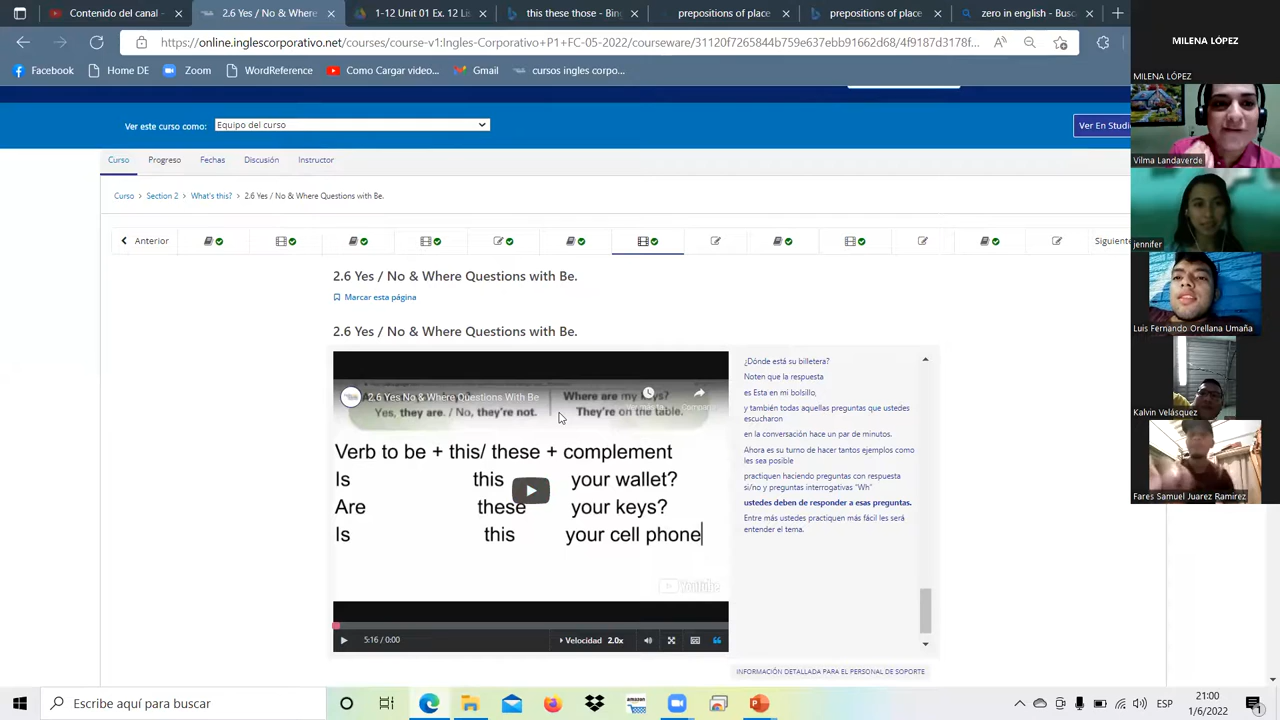 Contenido del curso - Studi
2.6 Yes / No & Where Questions
1-12 Unit 01 Ex. 12 Lis
this these those - Bing
prepositions of place
prepositions of place
zero in english - Busc
https://online.inglescorporativo.net/courses/course-v1:Ingles-Corporativo+P1+FC-05-2022/courseware/31120f7265844b759e637ebb91662d68/4f9187d3178f...
Facebook
Home DE
Zoom
WordReference
Como Cargar video...
Gmail
cursos ingles corpo...
Ver este curso como:
Equipo del curso
Ver En Studi
Curso
Progreso
Fechas
Discusión
Instructor
Curso > Section 2 > What's this? > 2.6 Yes / No & Where Questions with Be.
Anterior
Siguiente
2.6 Yes / No & Where Questions with Be.
Marcar esta página
2.6 Yes / No & Where Questions with Be.
2.6 Yes No & Where Questions With Be
Where are my keys?
Yes, they are. / No, they're not.
They're on the table.
Verb to be + this/ these + complement
Is this your wallet?
Are these your keys?
Is this your cell phone
YouTube
5:16 / 0:00
Velocidad 2.0x
¿Dónde está su billetera?
Noten que la respuesta
es Esta en mi bolsillo,
y también todas aquellas preguntas que ustedes
escucharon
en la conversación hace un par de minutos.
Ahora es su turno de hacer tantos ejemplos como
les sea posible
practiquen haciendo preguntas con respuesta
si/no y preguntas interrogativas "Wh"
ustedes deben de responder a esas preguntas.
Entre más ustedes practiquen más fácil les será
entender el tema.
INFORMACIÓN DETALLADA PARA EL PERSONAL DE SOPORTE
MILENA LÓPEZ
MILENA LÓPEZ
Vilma Landaverde
jennifer
Luis Fernando Orellana Umaña
Kalvin Velásquez
Fares Samuel Juarez Ramirez
Escribe aquí para buscar
amazon
ESP
21:00
1/6/2022
1